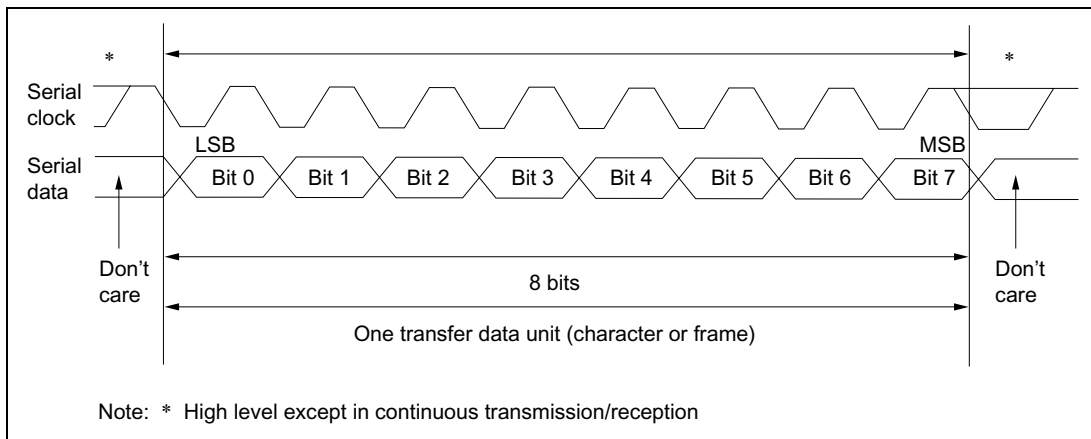 * *
Serial
clock
LSB MSB
Serial
data
Bit 0 Bit 1 Bit 2 Bit 3 Bit 4 Bit 5 Bit 6 Bit 7
Don't
care
Don't
care
8 bits
One transfer data unit (character or frame)
Note: * High level except in continuous transmission/reception